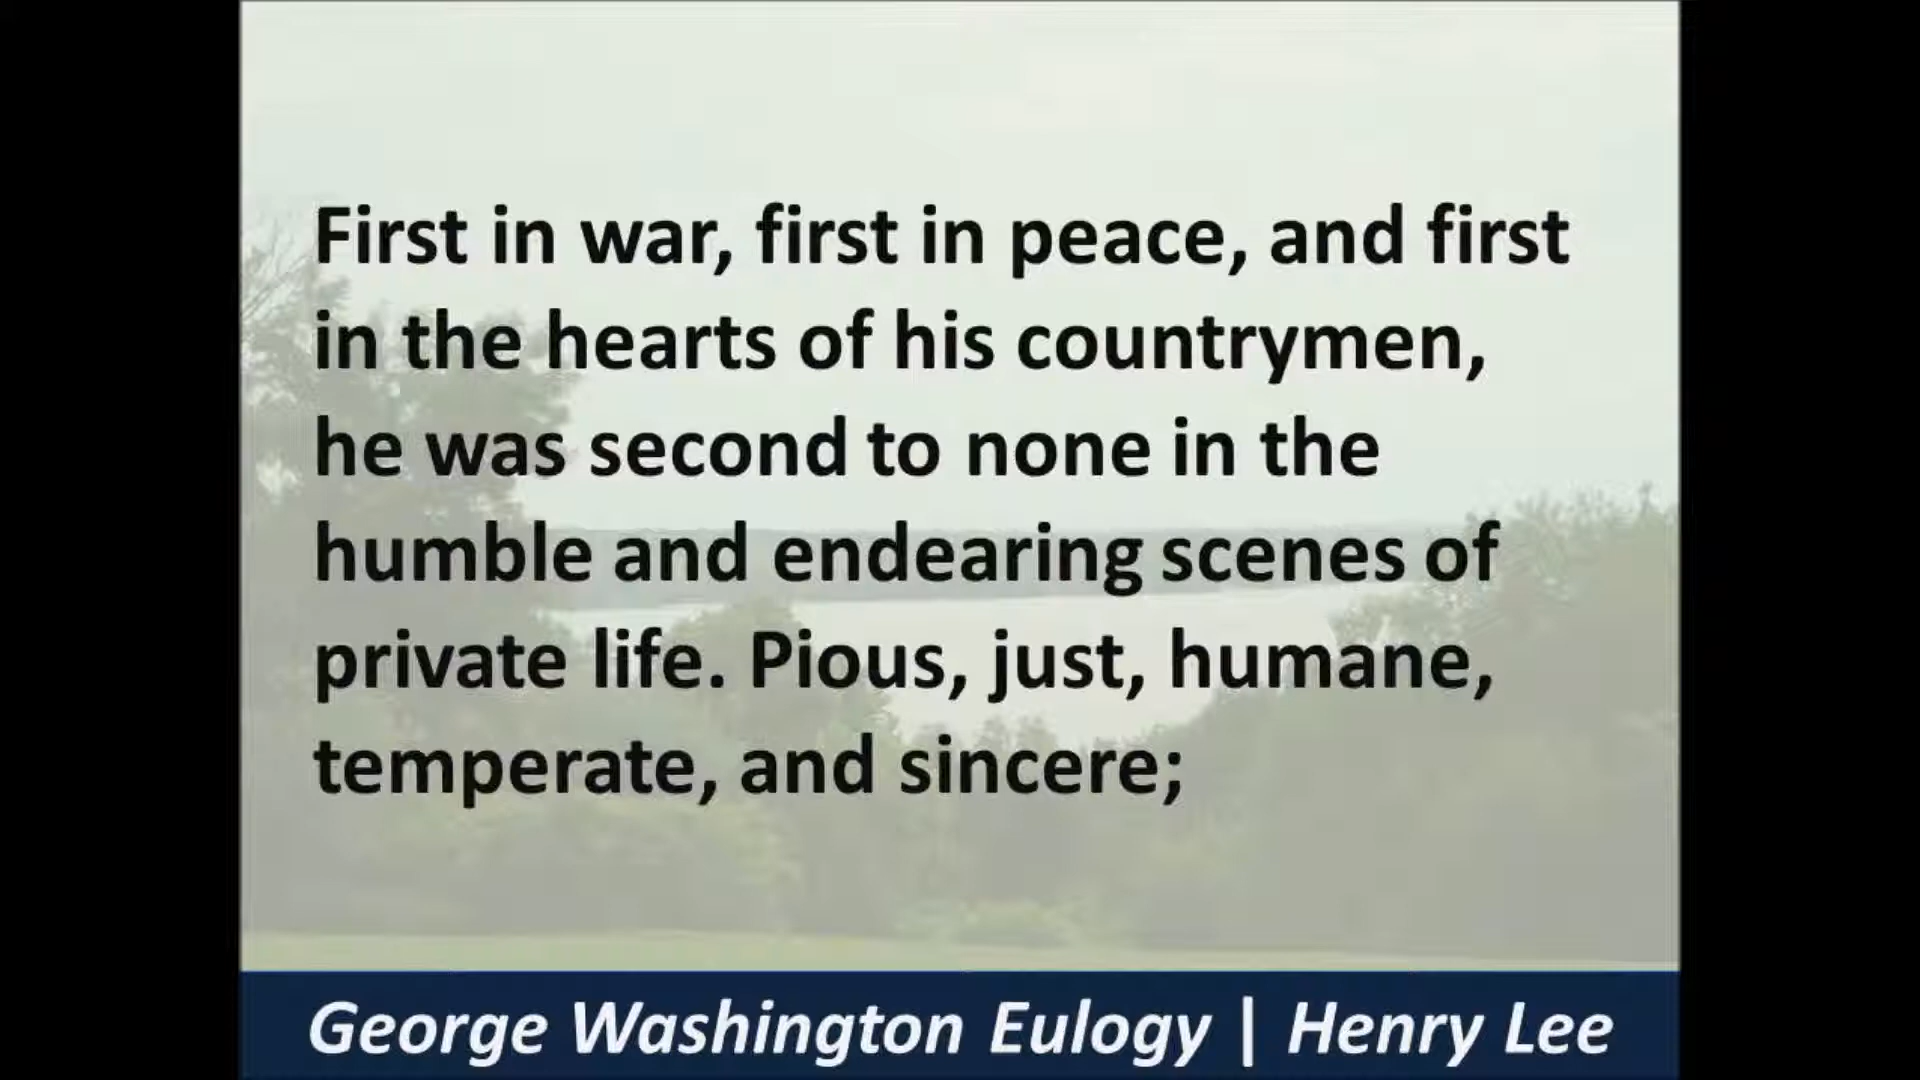 First in war, first in peace, and first
in the hearts of his countrymen,
he was second to none in the
humble and endearing scenes of
private life. Pious, just, humane,
temperate, and sincere;
George Washington Eulogy | Henry Lee